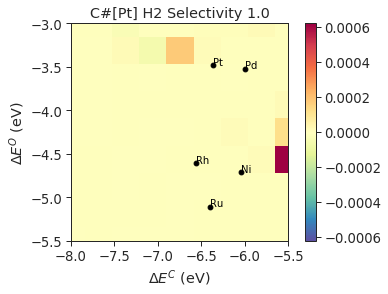 C#[Pt] H2 Selectivity 1.0
−3.0
−3.5
−4.0
−4.5
−5.0
−5.5
ΔE^O (eV)
Pt
Pd
Rh
Ni
Ru
−8.0 −7.5 −7.0 −6.5 −6.0 −5.5
ΔE^C (eV)
0.0006
0.0004
0.0002
0.0000
−0.0002
−0.0004
−0.0006